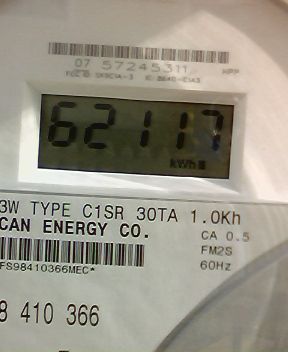 07 57245311
62117
kWh
3W TYPE C1SR 30TA 1.0Kh
CAN ENERGY CO.
CA 0.5
FM2S
60Hz
FS98410366MEC*
8 410 366